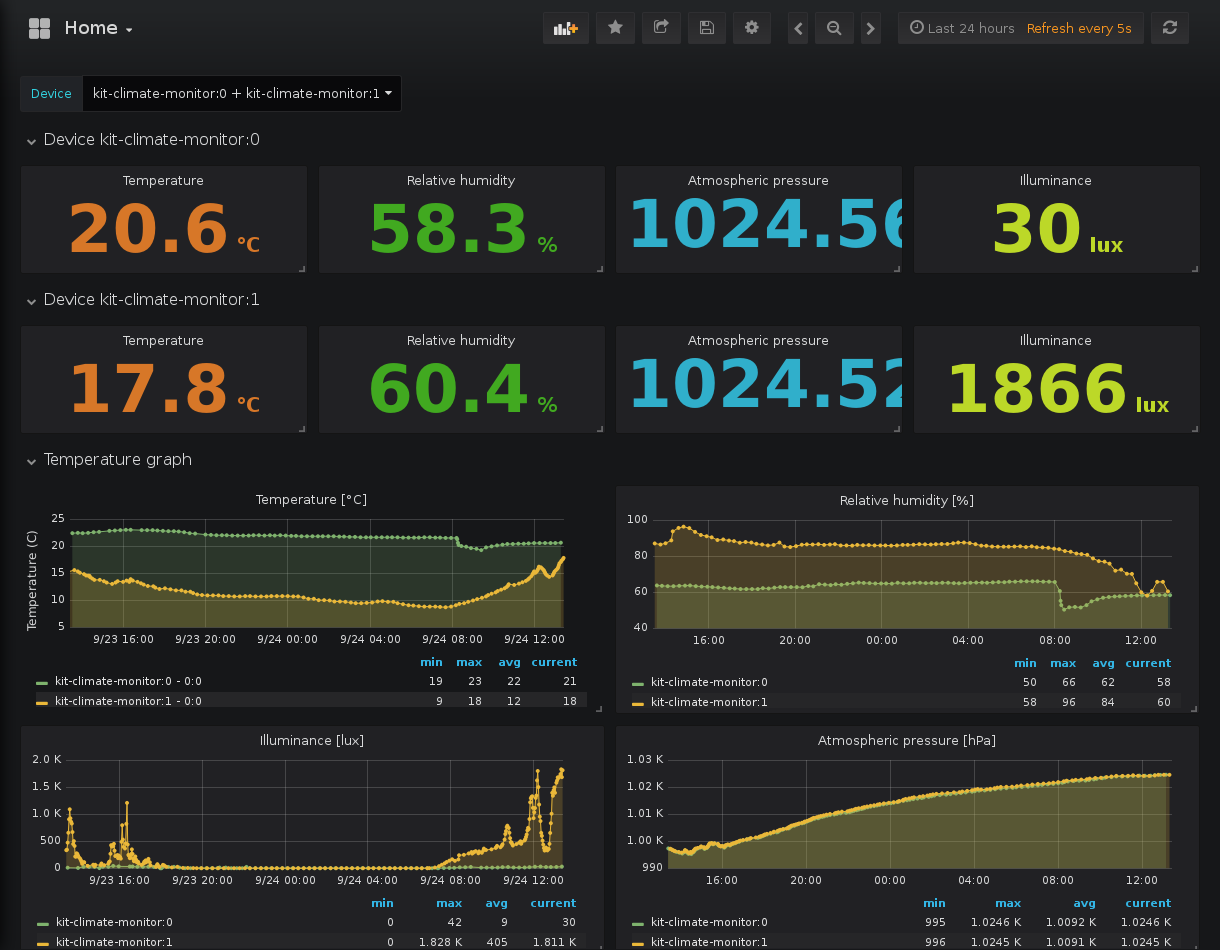 Home
Last 24 hours Refresh every 5s
Device kit-climate-monitor:0 + kit-climate-monitor:1
Device kit-climate-monitor:0
Temperature Relative humidity Atmospheric pressure Illuminance
20.6 °C 58.3 % 1024.56 30 lux
Device kit-climate-monitor:1
Temperature Relative humidity Atmospheric pressure Illuminance
17.8 °C 60.4 % 1024.52 1866 lux
Temperature graph
Temperature [°C]
Temperature (C)
25
20
15
10
5
9/23 16:00 9/23 20:00 9/24 00:00 9/24 04:00 9/24 08:00 9/24 12:00
min max avg current
kit-climate-monitor:0 - 0:0 19 23 22 21
kit-climate-monitor:1 - 0:0 9 18 12 18
Relative humidity [%]
100
80
60
40
16:00 20:00 00:00 04:00 08:00 12:00
min max avg current
kit-climate-monitor:0 50 66 62 58
kit-climate-monitor:1 58 96 84 60
Illuminance [lux]
2.0 K
1.5 K
1.0 K
500
0
9/23 16:00 9/23 20:00 9/24 00:00 9/24 04:00 9/24 08:00 9/24 12:00
min max avg current
kit-climate-monitor:0 0 42 9 30
kit-climate-monitor:1 0 1.828 K 405 1.811 K
Atmospheric pressure [hPa]
1.03 K
1.02 K
1.01 K
1.00 K
990
16:00 20:00 00:00 04:00 08:00 12:00
min max avg current
kit-climate-monitor:0 995 1.0246 K 1.0092 K 1.0246 K
kit-climate-monitor:1 996 1.0245 K 1.0091 K 1.0245 K